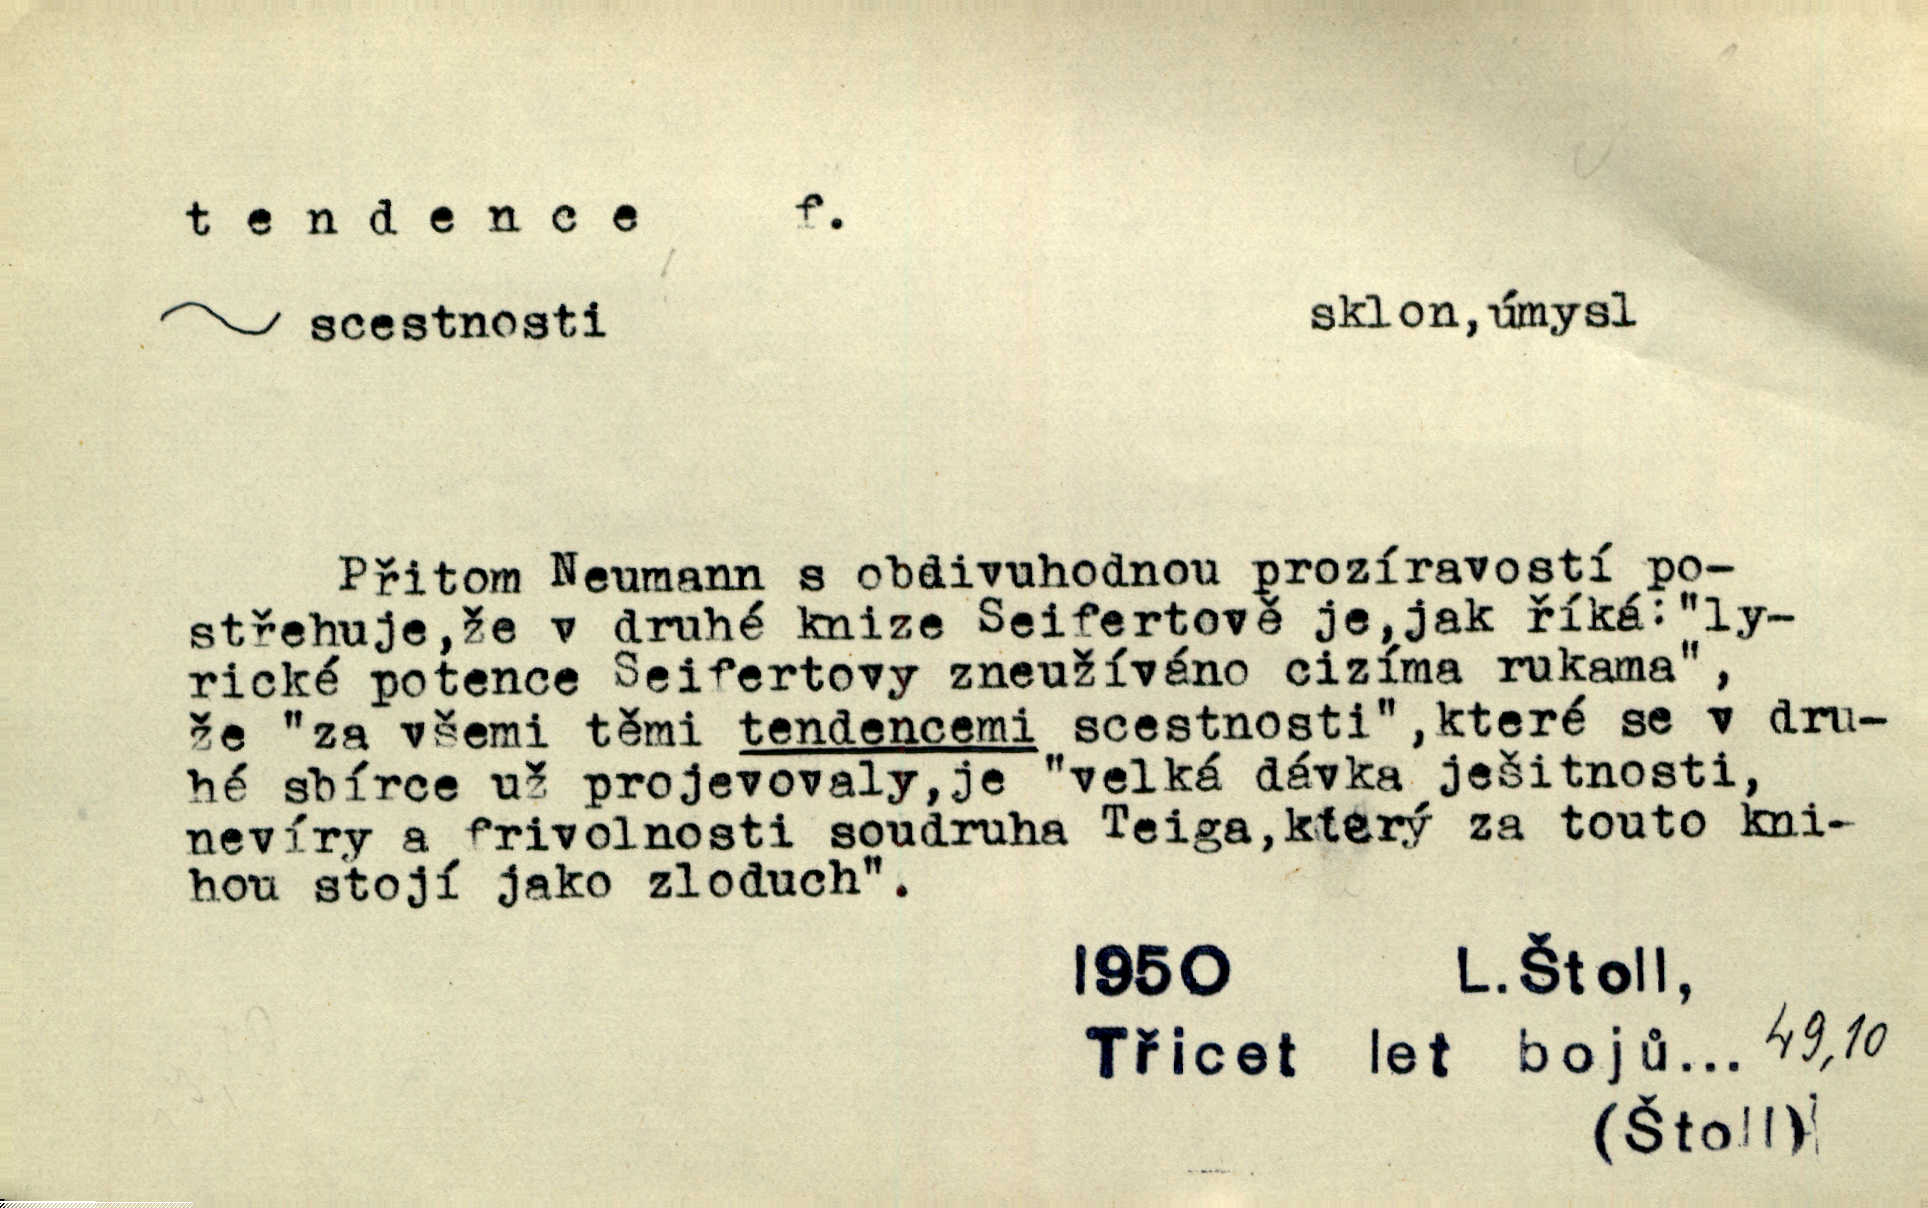 tendence f.
~ scestnosti sklon,úmysl
Přitom Neumann s obdivuhodnou prozíravostí po-
střehuje,že v druhé knize Seifertově je,jak říká:"ly-
rické potence Seifertovy zneužíváno cizíma rukama",
že "za všemi těmi tendencemi scestnosti",které se v dru-
hé sbírce už projevovaly,je "velká dávka ješitnosti,
nevíry a frivolnosti soudruha Teiga,který za touto kni-
hou stojí jako zloduch".
1950 L.Štoll,
Třicet let bojů... 49,10
(Štoll)